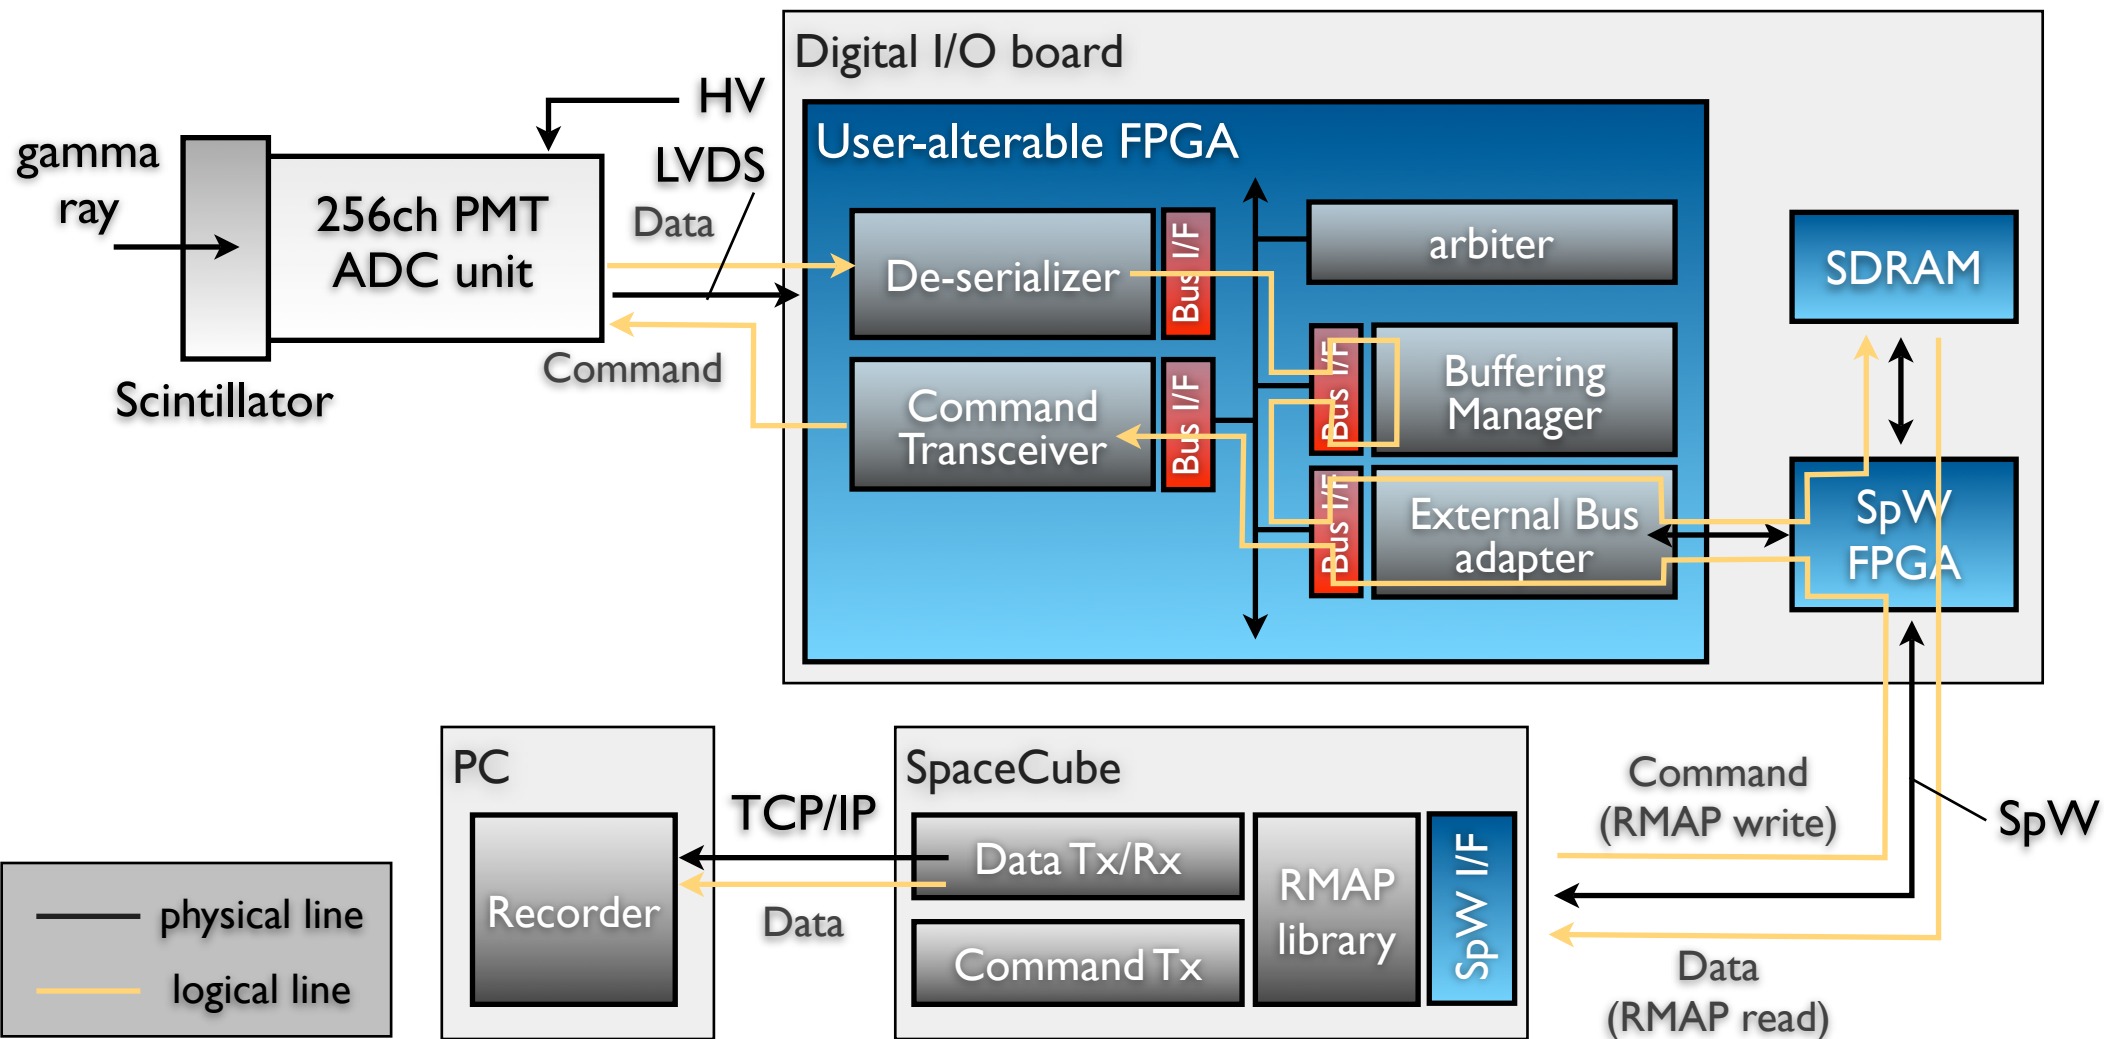 Digital I/O board
HV
gamma
ray
LVDS
User-alterable FPGA
256ch PMT
ADC unit
Data
De-serializer
Bus I/F
arbiter
SDRAM
Command
Scintillator
Command
Transceiver
Bus I/F
Bus I/F
Buffering
Manager
Bus I/F
External Bus
adapter
SpW
FPGA
PC
SpaceCube
Command
(RMAP write)
SpW
TCP/IP
Recorder
Data Tx/Rx
Data
Command Tx
RMAP
library
SpW I/F
Data
(RMAP read)
physical line
logical line